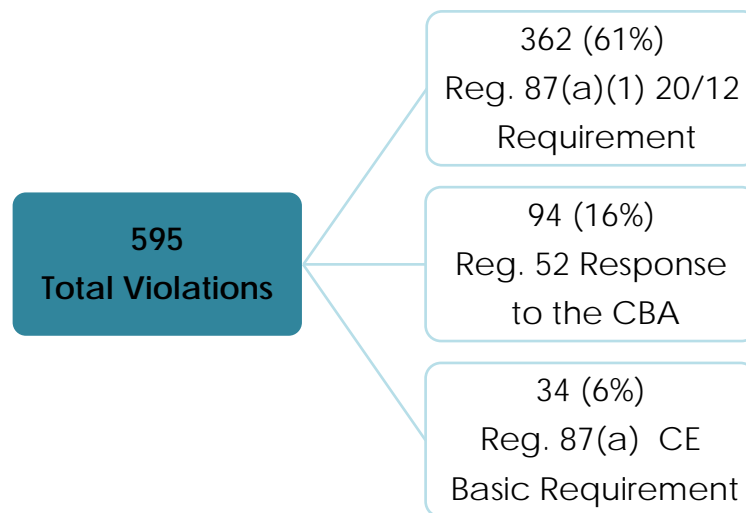 362 (61%)
Reg. 87(a)(1) 20/12
Requirement
595
Total Violations
94 (16%)
Reg. 52 Response
to the CBA
34 (6%)
Reg. 87(a) CE
Basic Requirement